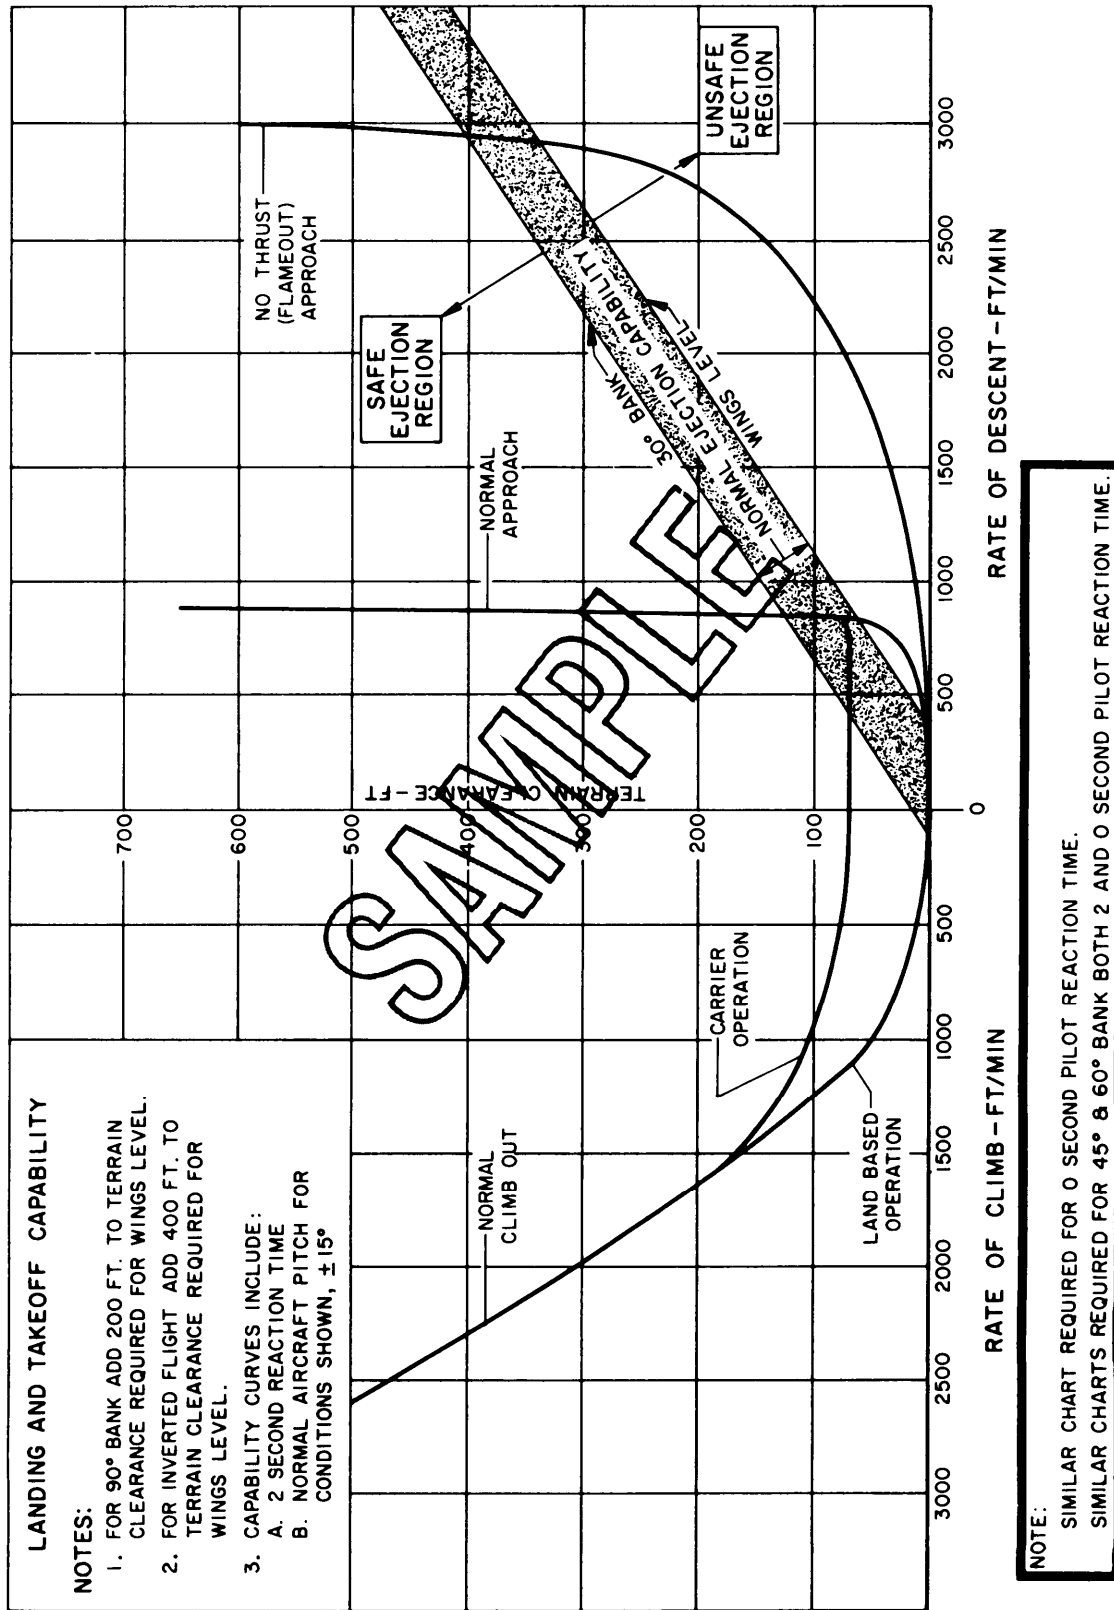 LANDING AND TAKEOFF CAPABILITY
NOTES:
1. FOR 90° BANK ADD 200 FT. TO TERRAIN
CLEARANCE REQUIRED FOR WINGS LEVEL.
2. FOR INVERTED FLIGHT ADD 400 FT. TO
TERRAIN CLEARANCE REQUIRED FOR
WINGS LEVEL.
3. CAPABILITY CURVES INCLUDE:
A. 2 SECOND REACTION TIME
B. NORMAL AIRCRAFT PITCH FOR
CONDITIONS SHOWN, ±15°
NORMAL
CLIMB OUT
CARRIER
OPERATION
LAND BASED
OPERATION
TERRAIN CLEARANCE - FT
700
600
500
400
300
200
100
SAMPLE
NORMAL
APPROACH
SAFE
EJECTION
REGION
NO THRUST
(FLAMEOUT)
APPROACH
UNSAFE
EJECTION
REGION
30° BANK
NORMAL EJECTION CAPABILITY
WINGS LEVEL
NORMAL
3000
2500
2000
1500
1000
500
0
500
1000
1500
2000
2500
3000
RATE OF CLIMB - FT/MIN
RATE OF DESCENT - FT/MIN
NOTE:
SIMILAR CHART REQUIRED FOR 0 SECOND PILOT REACTION TIME.
SIMILAR CHARTS REQUIRED FOR 45° & 60° BANK BOTH 2 AND 0 SECOND PILOT REACTION TIME.